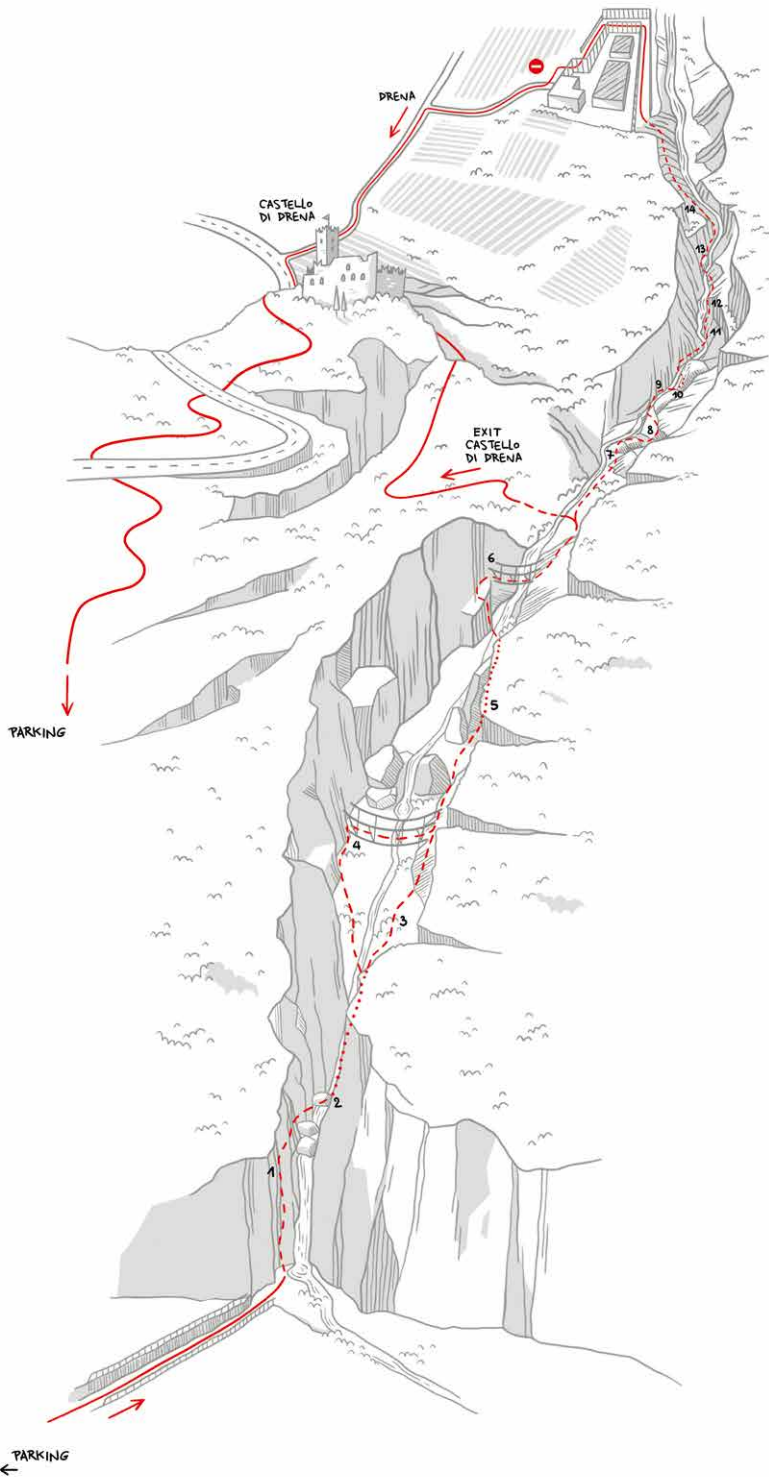 DRENA
CASTELLO
DI DRENA
14
13
12
11
9
10
8
7
EXIT
CASTELLO
DI DRENA
6
5
PARKING
4
3
2
1
PARKING